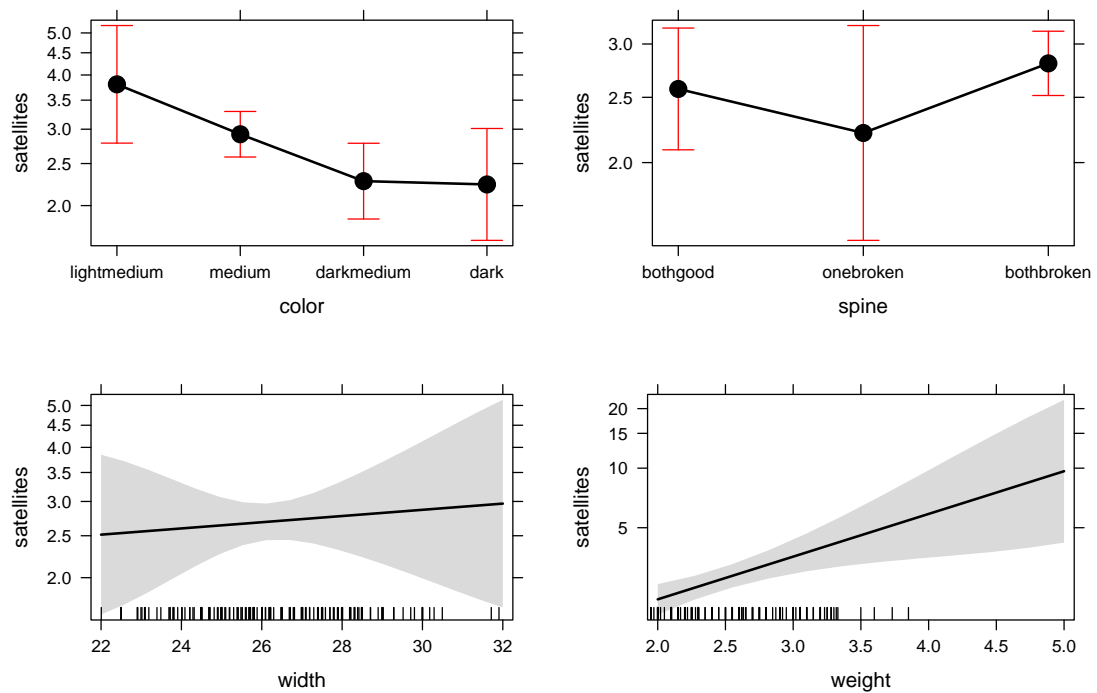 satellites
5.0
4.5
4.0
3.5
3.0
2.5
2.0
lightmedium medium darkmedium dark
color
satellites
3.0
2.5
2.0
bothgood onebroken bothbroken
spine
satellites
5.0
4.5
4.0
3.5
3.0
2.5
2.0
22 24 26 28 30 32
width
satellites
20
15
10
5
2.0 2.5 3.0 3.5 4.0 4.5 5.0
weight